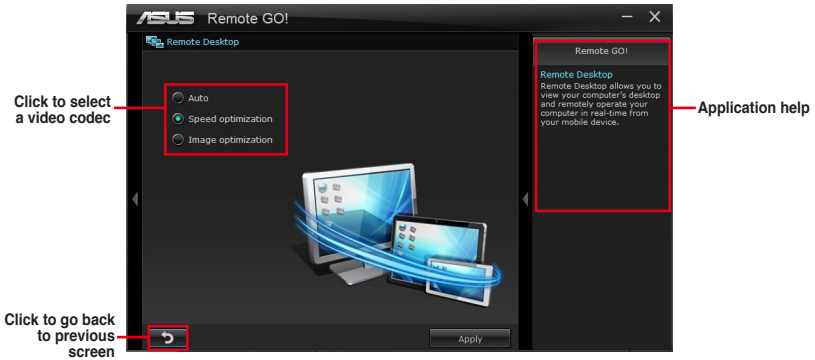 ASUS Remote GO!
Remote Desktop
Click to select
a video codec
Auto
Speed optimization
Image optimization
Click to go back
to previous
screen
Apply
Remote GO!
Remote Desktop
Remote Desktop allows you to
view your computer's desktop
and remotely operate your
computer in real-time from
your mobile device.
Application help